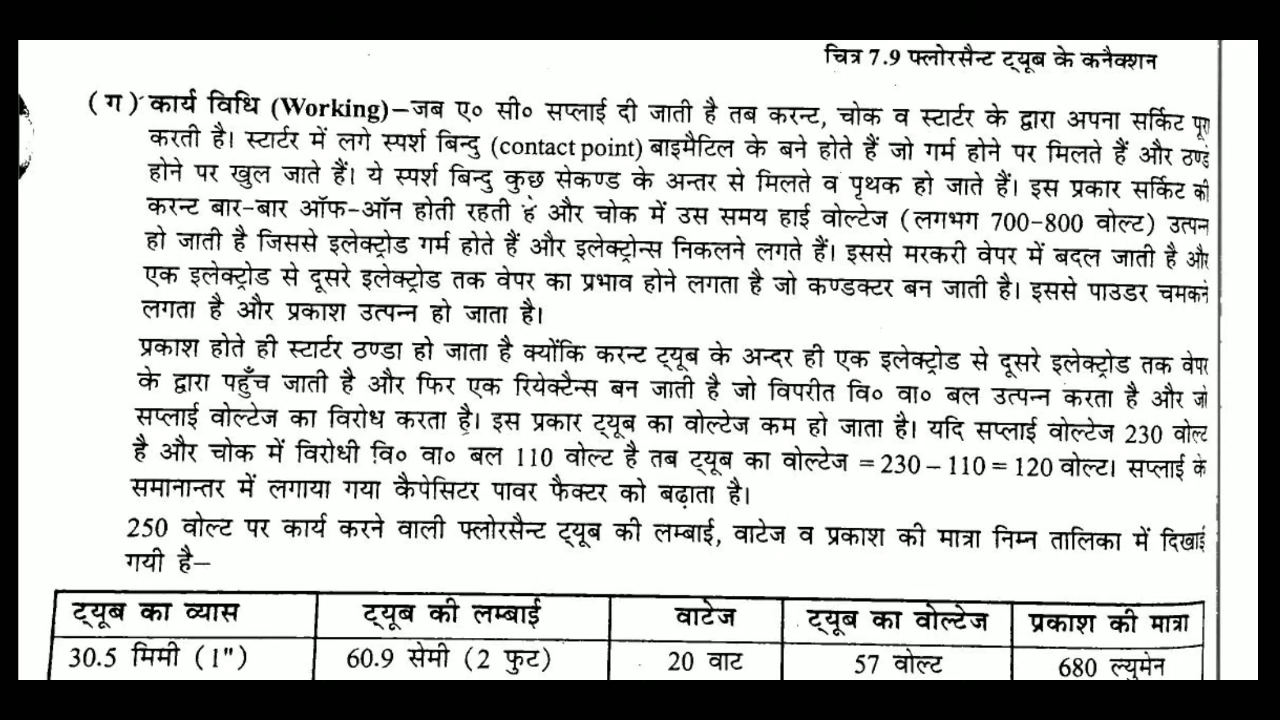 चित्र 7.9 फ्लोरसैन्ट ट्यूब के कनैक्शन
(ग) कार्य विधि (Working)–जब ए० सी० सप्लाई दी जाती है तब करन्ट, चोक व स्टार्टर के द्वारा अपना सर्किट पूरा
करती है। स्टार्टर में लगे स्पर्श बिन्दु (contact point) बाइमैटिल के बने होते हैं जो गर्म होने पर मिलते हैं और ठण्डे
होने पर खुल जाते हैं। ये स्पर्श बिन्दु कुछ सेकण्ड के अन्तर से मिलते व पृथक हो जाते हैं। इस प्रकार सर्किट की
करन्ट बार-बार ऑफ-ऑन होती रहती है और चोक में उस समय हाई वोल्टेज (लगभग 700-800 वोल्ट) उत्पन्न
हो जाती है जिससे इलेक्ट्रोड गर्म होते हैं और इलेक्ट्रोन्स निकलने लगते हैं। इससे मरकरी वेपर में बदल जाती है और
एक इलेक्ट्रोड से दूसरे इलेक्ट्रोड तक वेपर का प्रभाव होने लगता है जो कण्डक्टर बन जाती है। इससे पाउडर चमकने
लगता है और प्रकाश उत्पन्न हो जाता है।
प्रकाश होते ही स्टार्टर ठण्डा हो जाता है क्योंकि करन्ट ट्यूब के अन्दर ही एक इलेक्ट्रोड से दूसरे इलेक्ट्रोड तक वेपर
के द्वारा पहुँच जाती है और फिर एक रियेक्टैन्स बन जाती है जो विपरीत वि० वा० बल उत्पन्न करता है और जो
सप्लाई वोल्टेज का विरोध करता है। इस प्रकार ट्यूब का वोल्टेज कम हो जाता है। यदि सप्लाई वोल्टेज 230 वोल्ट
है और चोक में विरोधी वि० वा० बल 110 वोल्ट है तब ट्यूब का वोल्टेज = 230 – 110 = 120 वोल्ट। सप्लाई के
समानान्तर में लगाया गया कैपेसिटर पावर फैक्टर को बढ़ाता है।
250 वोल्ट पर कार्य करने वाली फ्लोरसैन्ट ट्यूब की लम्बाई, वाटेज व प्रकाश की मात्रा निम्न तालिका में दिखाई
गयी है–
ट्यूब का व्यास ट्यूब की लम्बाई वाटेज ट्यूब का वोल्टेज प्रकाश की मात्रा
30.5 मिमी (1") 60.9 सेमी (2 फुट) 20 वाट 57 वोल्ट 680 ल्युमेन